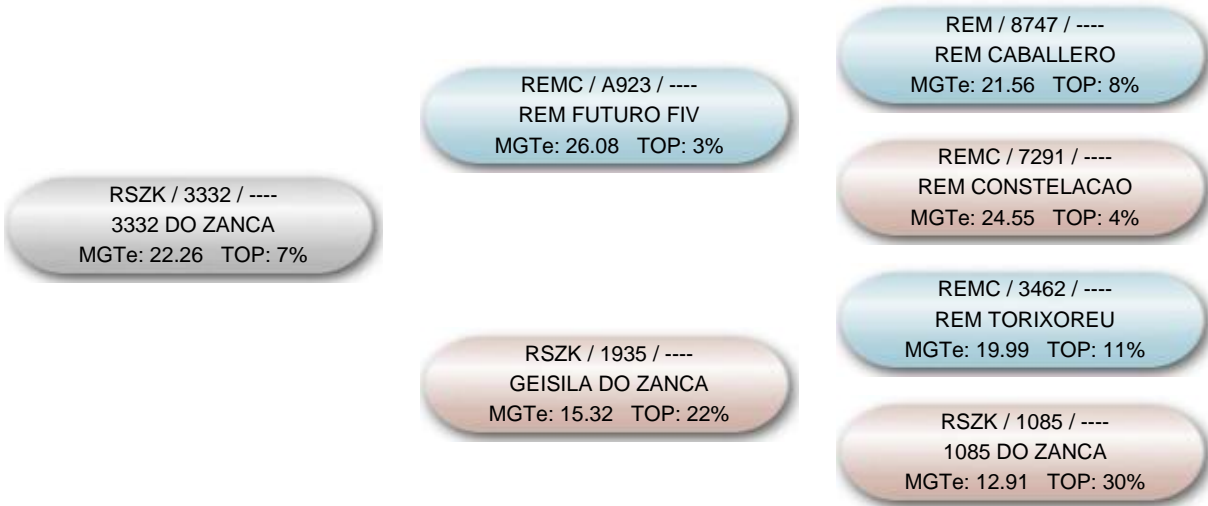 REM / 8747 / ----
REM CABALLERO
MGTe: 21.56 TOP: 8%
REMC / A923 / ----
REM FUTURO FIV
MGTe: 26.08 TOP: 3%
REMC / 7291 / ----
REM CONSTELACAO
MGTe: 24.55 TOP: 4%
RSZK / 3332 / ----
3332 DO ZANCA
MGTe: 22.26 TOP: 7%
REMC / 3462 / ----
REM TORIXOREU
MGTe: 19.99 TOP: 11%
RSZK / 1935 / ----
GEISILA DO ZANCA
MGTe: 15.32 TOP: 22%
RSZK / 1085 / ----
1085 DO ZANCA
MGTe: 12.91 TOP: 30%